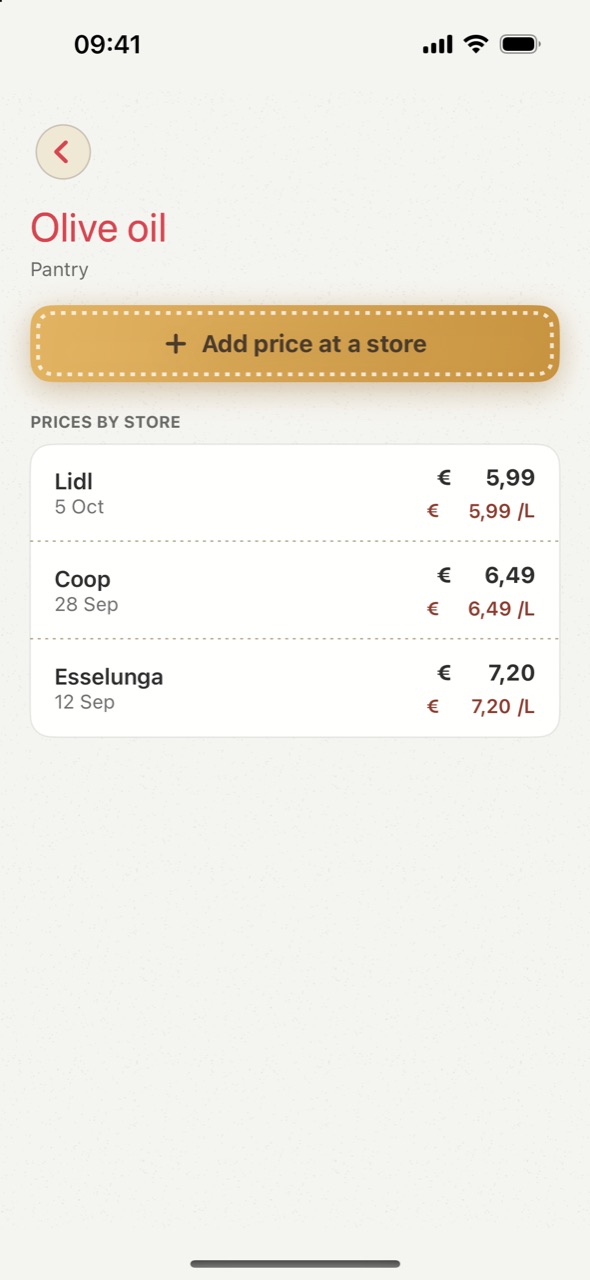 09:41
Olive oil
Pantry
+ Add price at a store
PRICES BY STORE
Lidl € 5,99
5 Oct € 5,99 /L
Coop € 6,49
28 Sep € 6,49 /L
Esselunga € 7,20
12 Sep € 7,20 /L